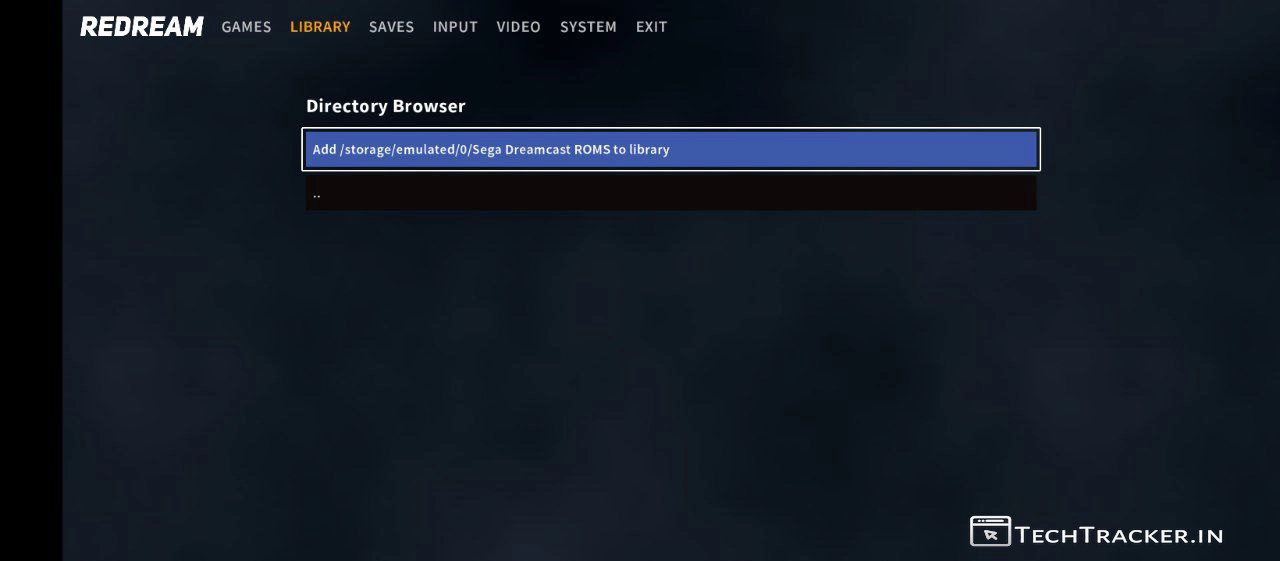 REDREAM GAMES LIBRARY SAVES INPUT VIDEO SYSTEM EXIT
Directory Browser
Add /storage/emulated/0/Sega Dreamcast ROMS to library
..
TECHTRACKER.IN